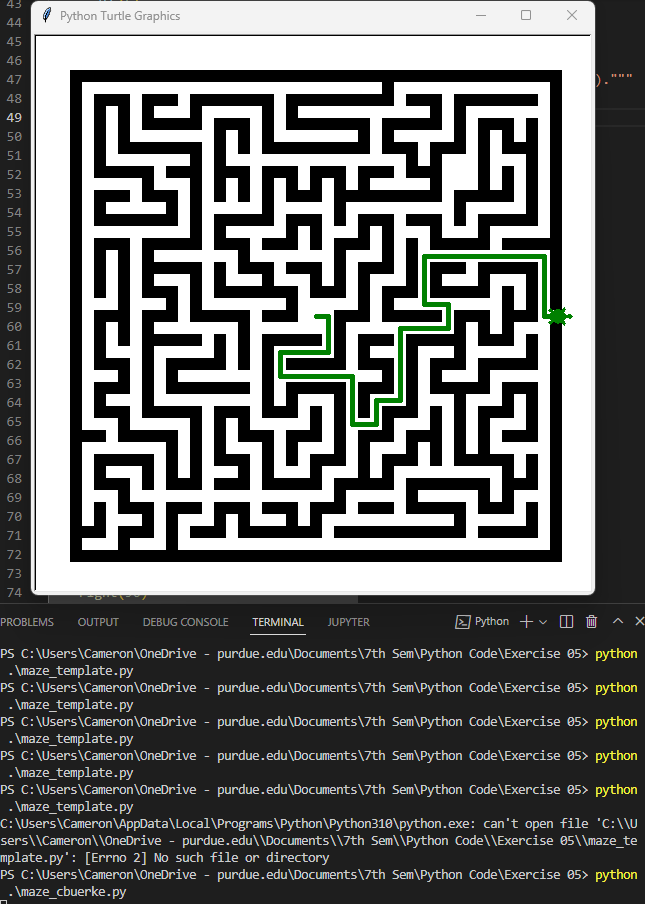 43
Python Turtle Graphics
44
45
46
47 )."""
48
49
50
51
52
53
54
55
56
57
58
59
60
61
62
63
64
65
66
67
68
69
70
71
72
73
74
PROBLEMS OUTPUT DEBUG CONSOLE TERMINAL JUPYTER Python
PS C:\Users\Cameron\OneDrive - purdue.edu\Documents\7th Sem\Python Code\Exercise 05> python
.\maze_template.py
PS C:\Users\Cameron\OneDrive - purdue.edu\Documents\7th Sem\Python Code\Exercise 05> python
.\maze_template.py
PS C:\Users\Cameron\OneDrive - purdue.edu\Documents\7th Sem\Python Code\Exercise 05> python
.\maze_template.py
PS C:\Users\Cameron\OneDrive - purdue.edu\Documents\7th Sem\Python Code\Exercise 05> python
.\maze_template.py
PS C:\Users\Cameron\OneDrive - purdue.edu\Documents\7th Sem\Python Code\Exercise 05> python
.\maze_template.py
C:\Users\Cameron\AppData\Local\Programs\Python\Python310\python.exe: can't open file 'C:\\U
sers\\Cameron\\OneDrive - purdue.edu\\Documents\\7th Sem\\Python Code\\Exercise 05\\maze_te
mplate.py': [Errno 2] No such file or directory
PS C:\Users\Cameron\OneDrive - purdue.edu\Documents\7th Sem\Python Code\Exercise 05> python
.\maze_cbuerke.py